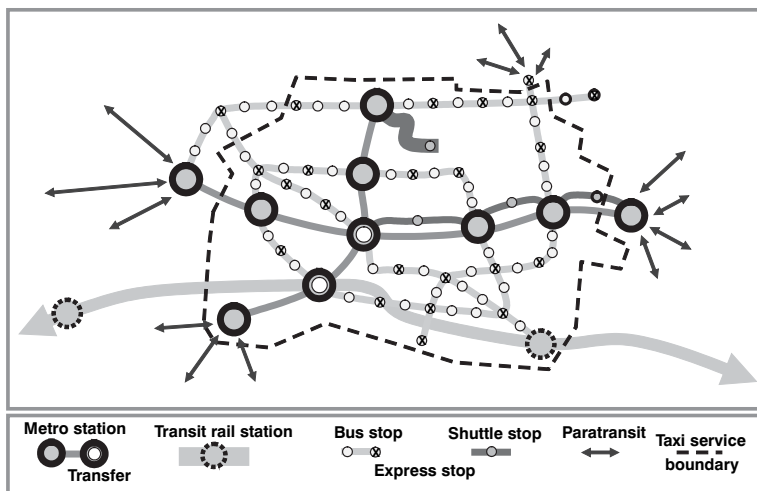 Metro station
Transfer
Transit rail station
Bus stop
Express stop
Shuttle stop
Paratransit
Taxi service
boundary